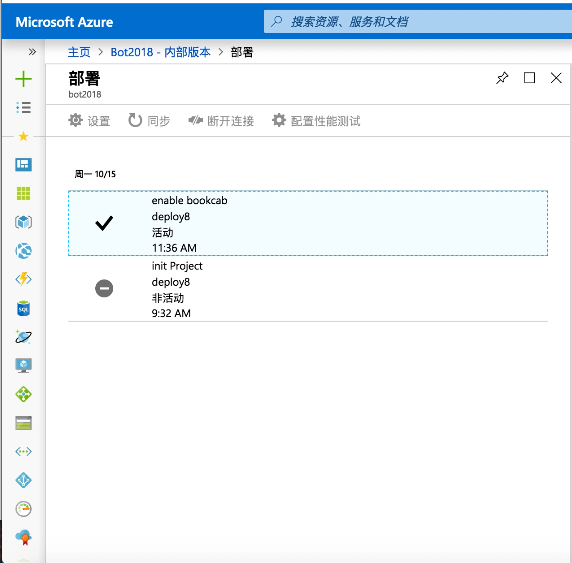 Microsoft Azure
搜索资源、服务和文档
主页 > Bot2018 - 内部版本 > 部署
部署
bot2018
设置 同步 断开连接 配置性能测试
周一 10/15
enable bookcab
deploy8
活动
11:36 AM
init Project
deploy8
非活动
9:32 AM
SQL